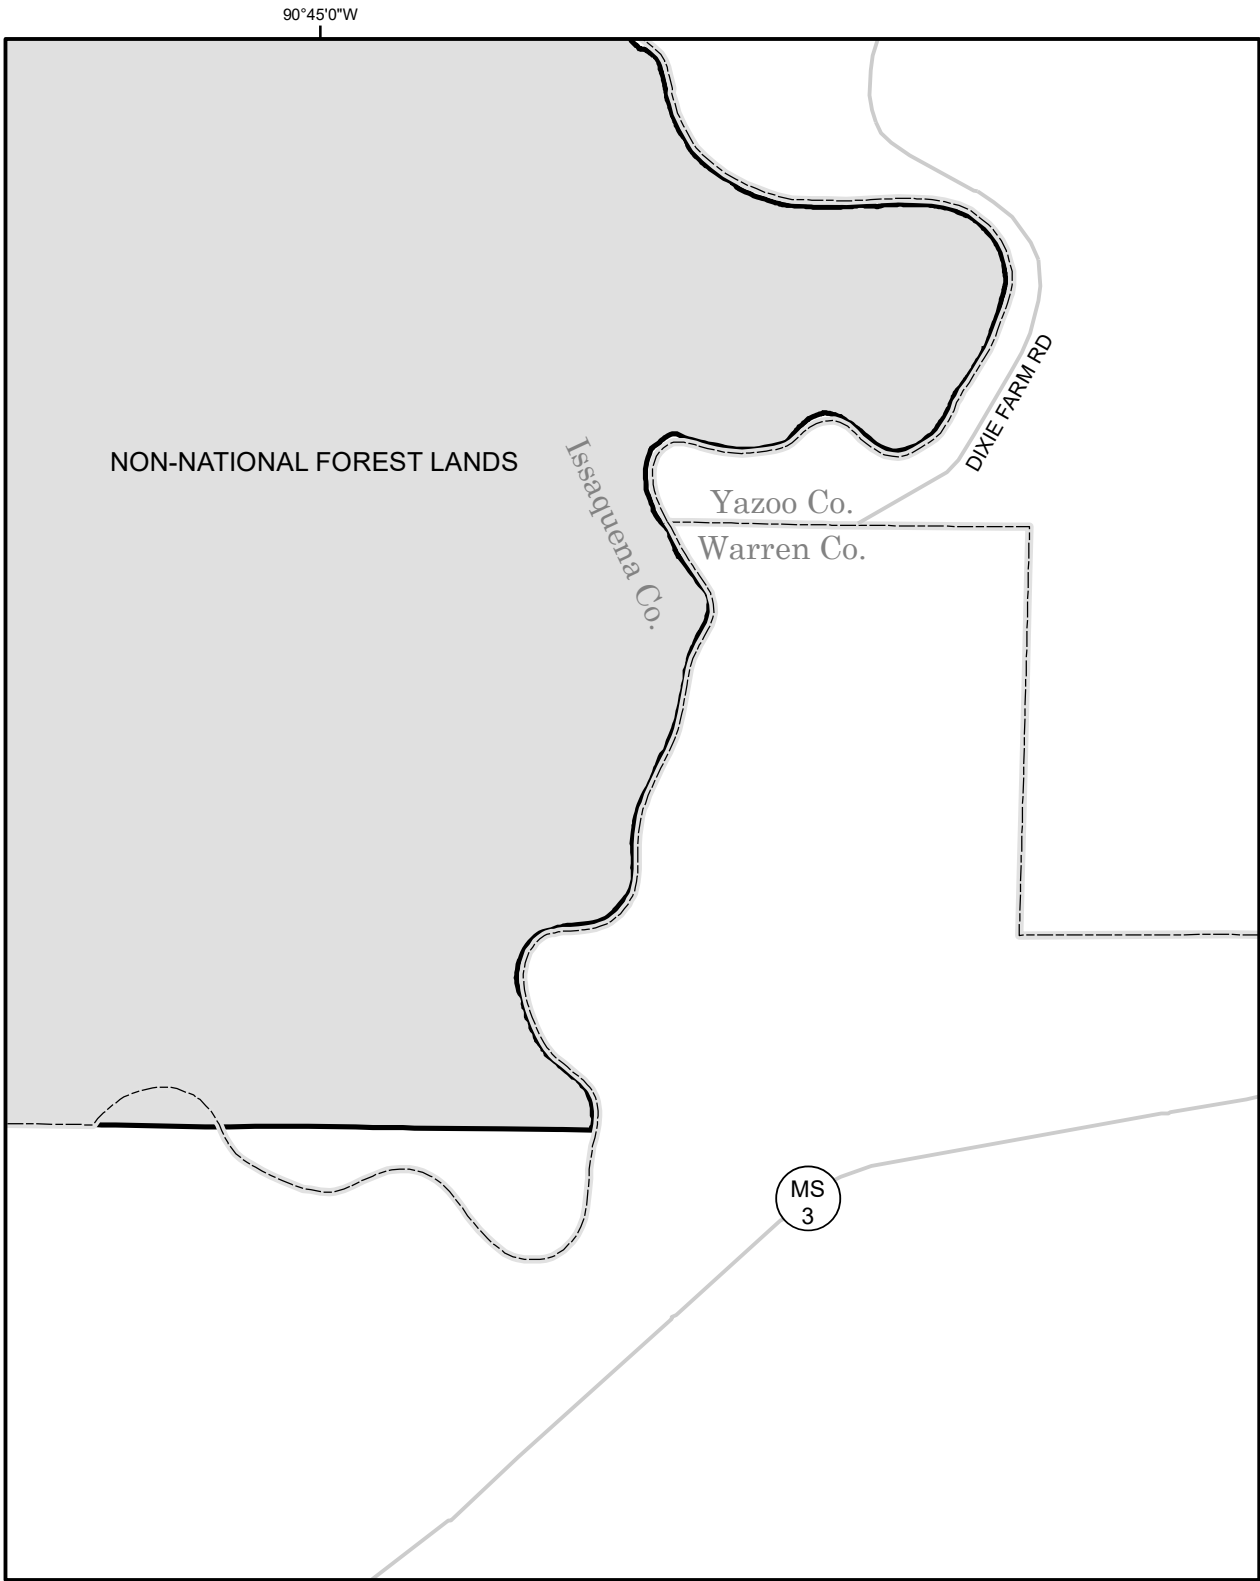 90°45'0"W
DIXIE FARM RD
NON-NATIONAL FOREST LANDS
Issaquena Co.
Yazoo Co.
Warren Co.
MS
3